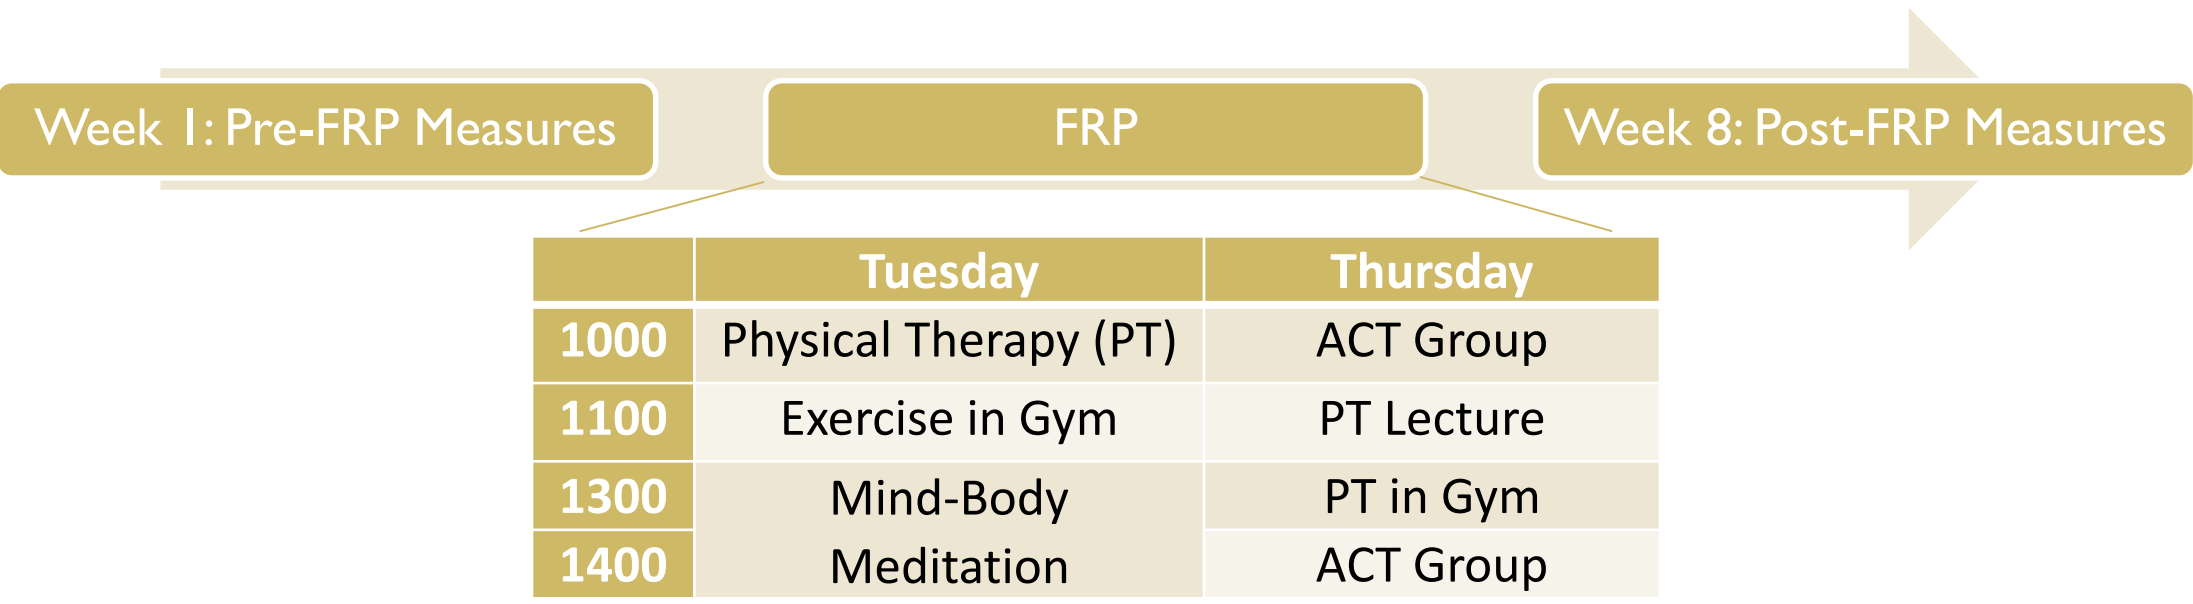 Week 1: Pre-FRP Measures
FRP
Week 8: Post-FRP Measures
Tuesday Thursday
1000 Physical Therapy (PT) ACT Group
1100 Exercise in Gym PT Lecture
1300 Mind-Body PT in Gym
1400 Meditation ACT Group